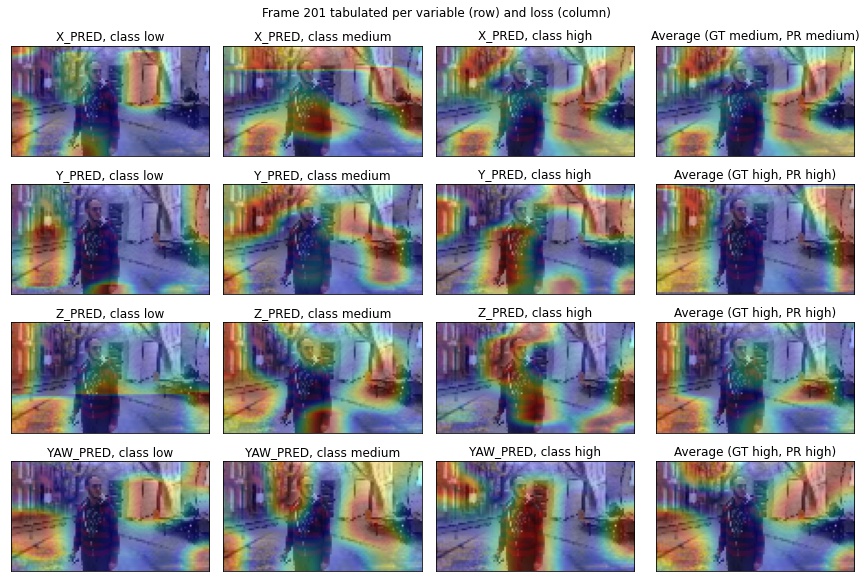 Frame 201 tabulated per variable (row) and loss (column)
X_PRED, class low
X_PRED, class medium
X_PRED, class high
Average (GT medium, PR medium)
Y_PRED, class low
Y_PRED, class medium
Y_PRED, class high
Average (GT high, PR high)
Z_PRED, class low
Z_PRED, class medium
Z_PRED, class high
Average (GT high, PR high)
YAW_PRED, class low
YAW_PRED, class medium
YAW_PRED, class high
Average (GT high, PR high)